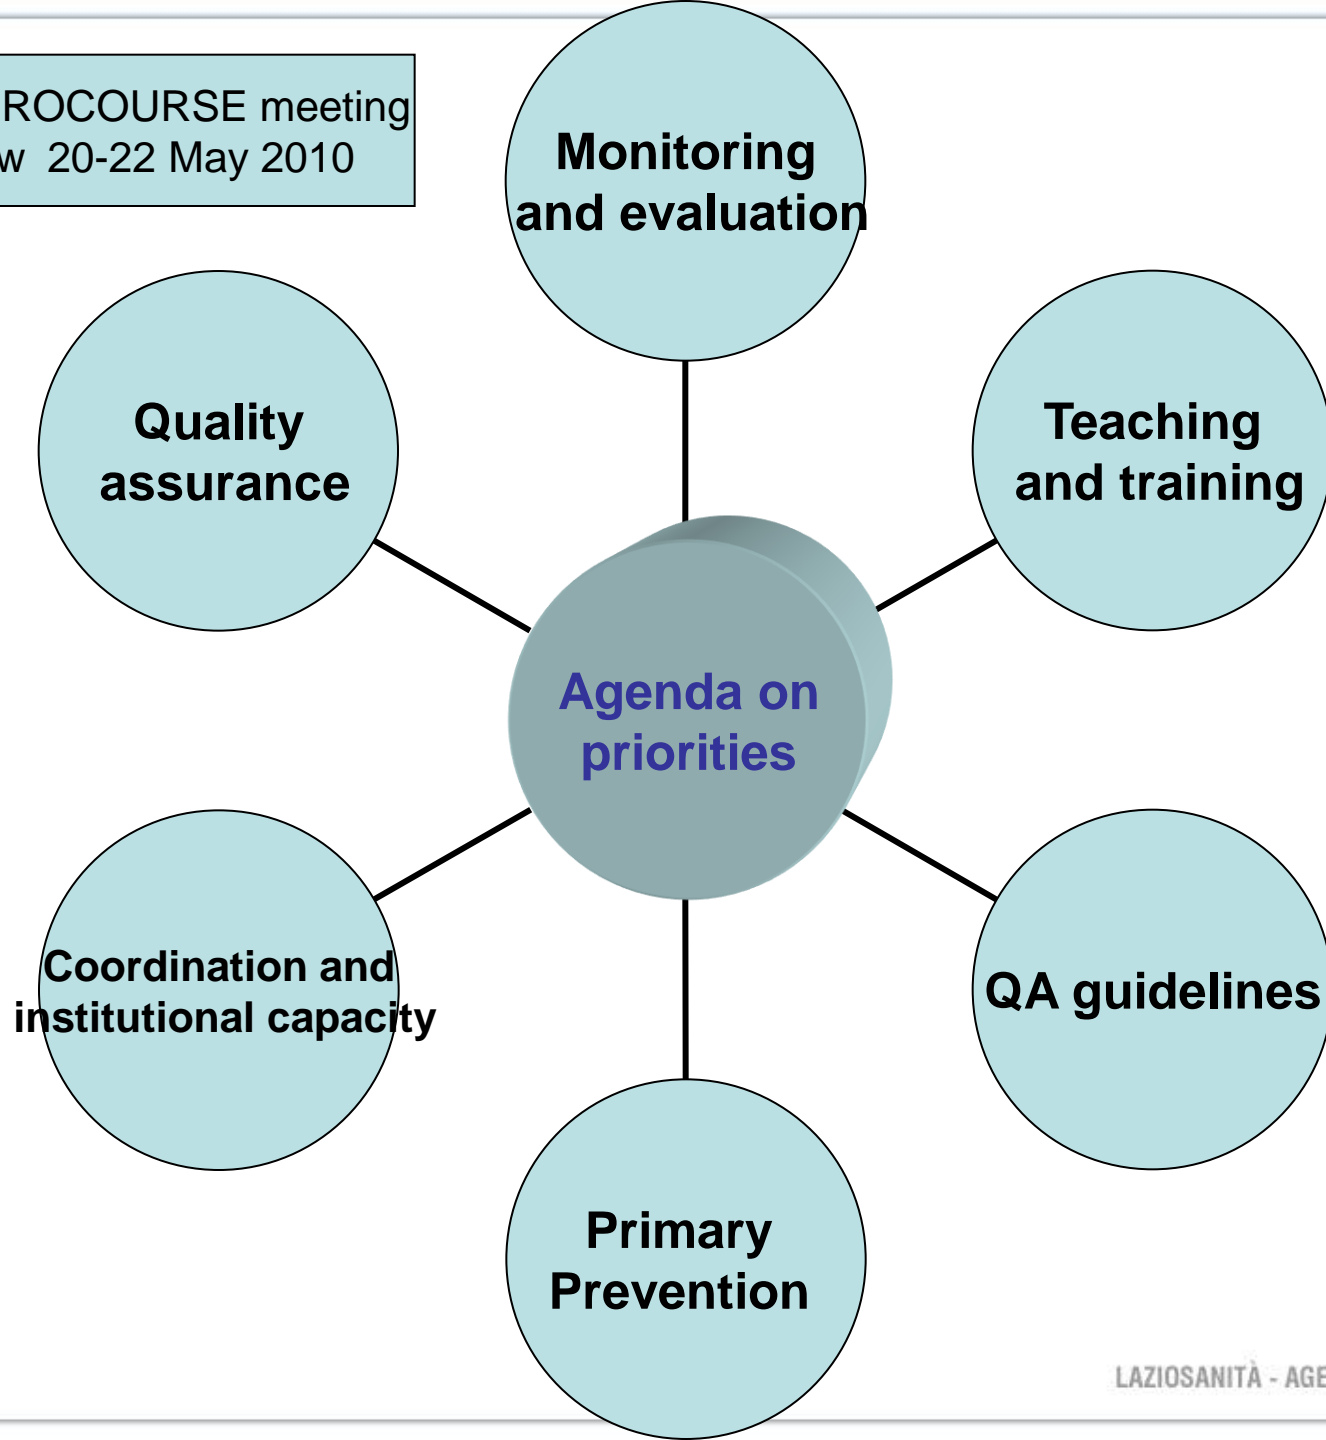 ROCOURSE meeting
w 20-22 May 2010
Monitoring
and evaluation
Quality
assurance
Teaching
and training
Agenda on
priorities
Coordination and
institutional capacity
QA guidelines
Primary
Prevention
LAZIOSANITÀ - AGE